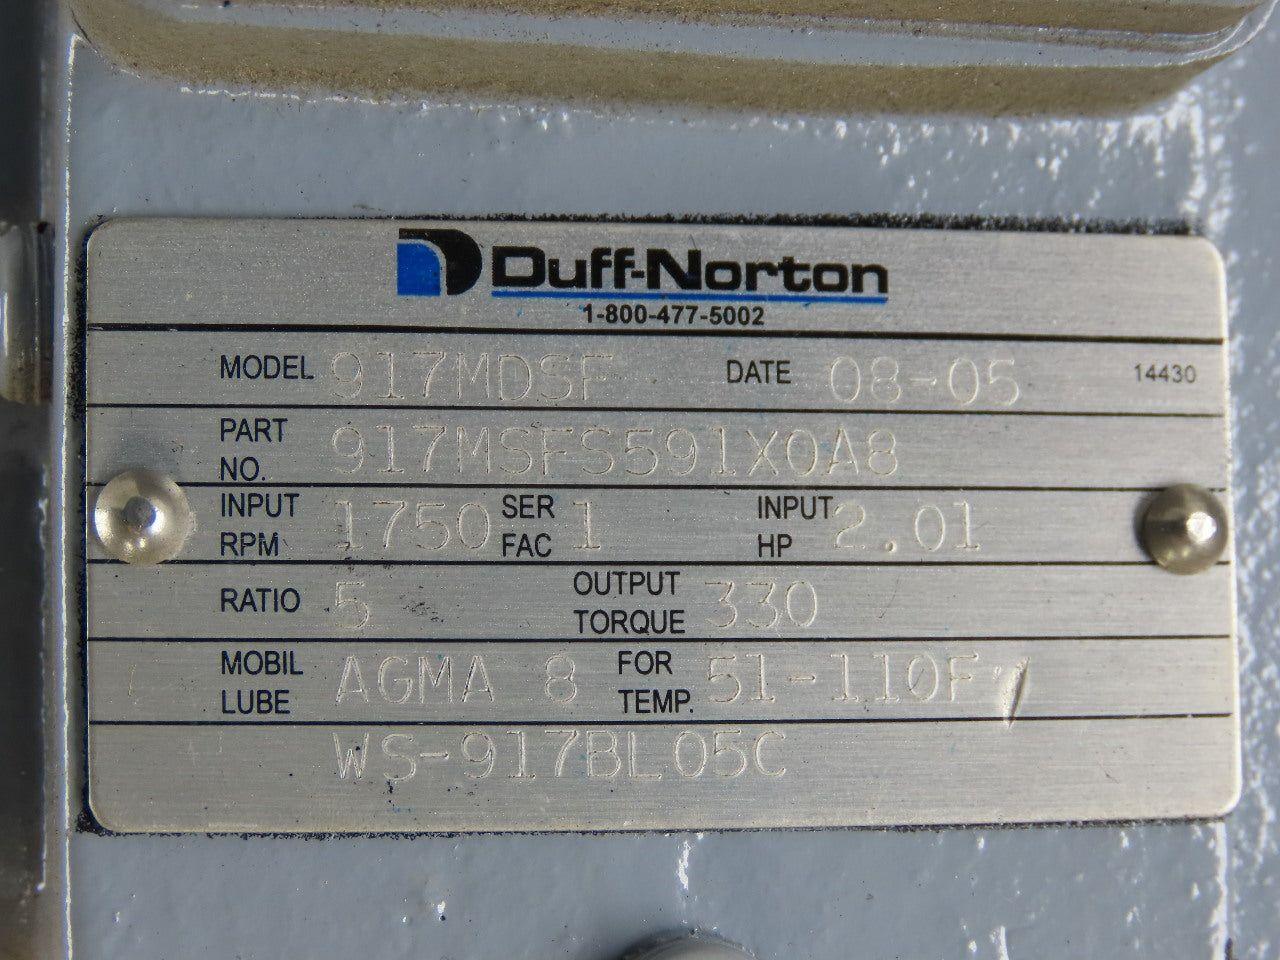 Duff-Norton
1-800-477-5002
MODEL 917MDSF DATE 08-05 14430
PART NO. 917MSFS591X0A8
INPUT RPM 1750 SER FAC 1 INPUT HP 2.01
RATIO 5 OUTPUT TORQUE 330
MOBIL LUBE AGMA 8 FOR TEMP. 51-110F
WS-917BL05C